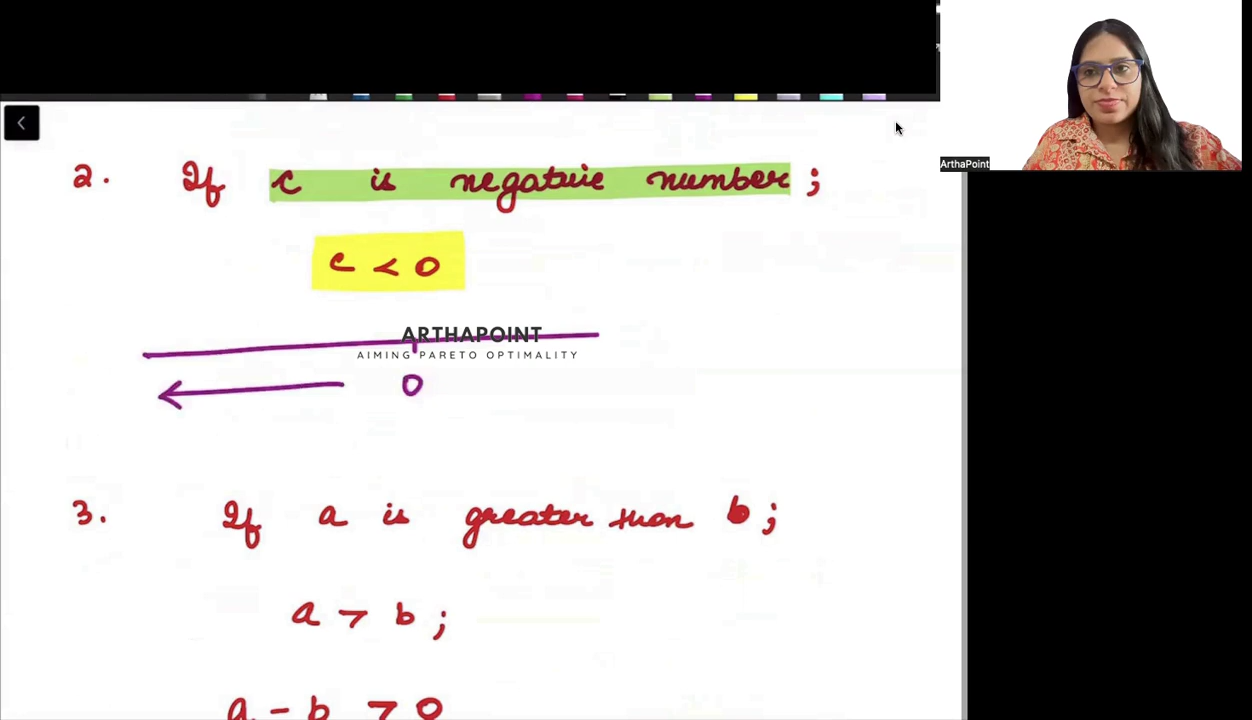 ArthaPoint
2. If c is negative number ;
c < 0
ARTHAPOINT
AIMING PARETO OPTIMALITY
0
3. If a is greater than b ;
a > b ;
a - b > 0